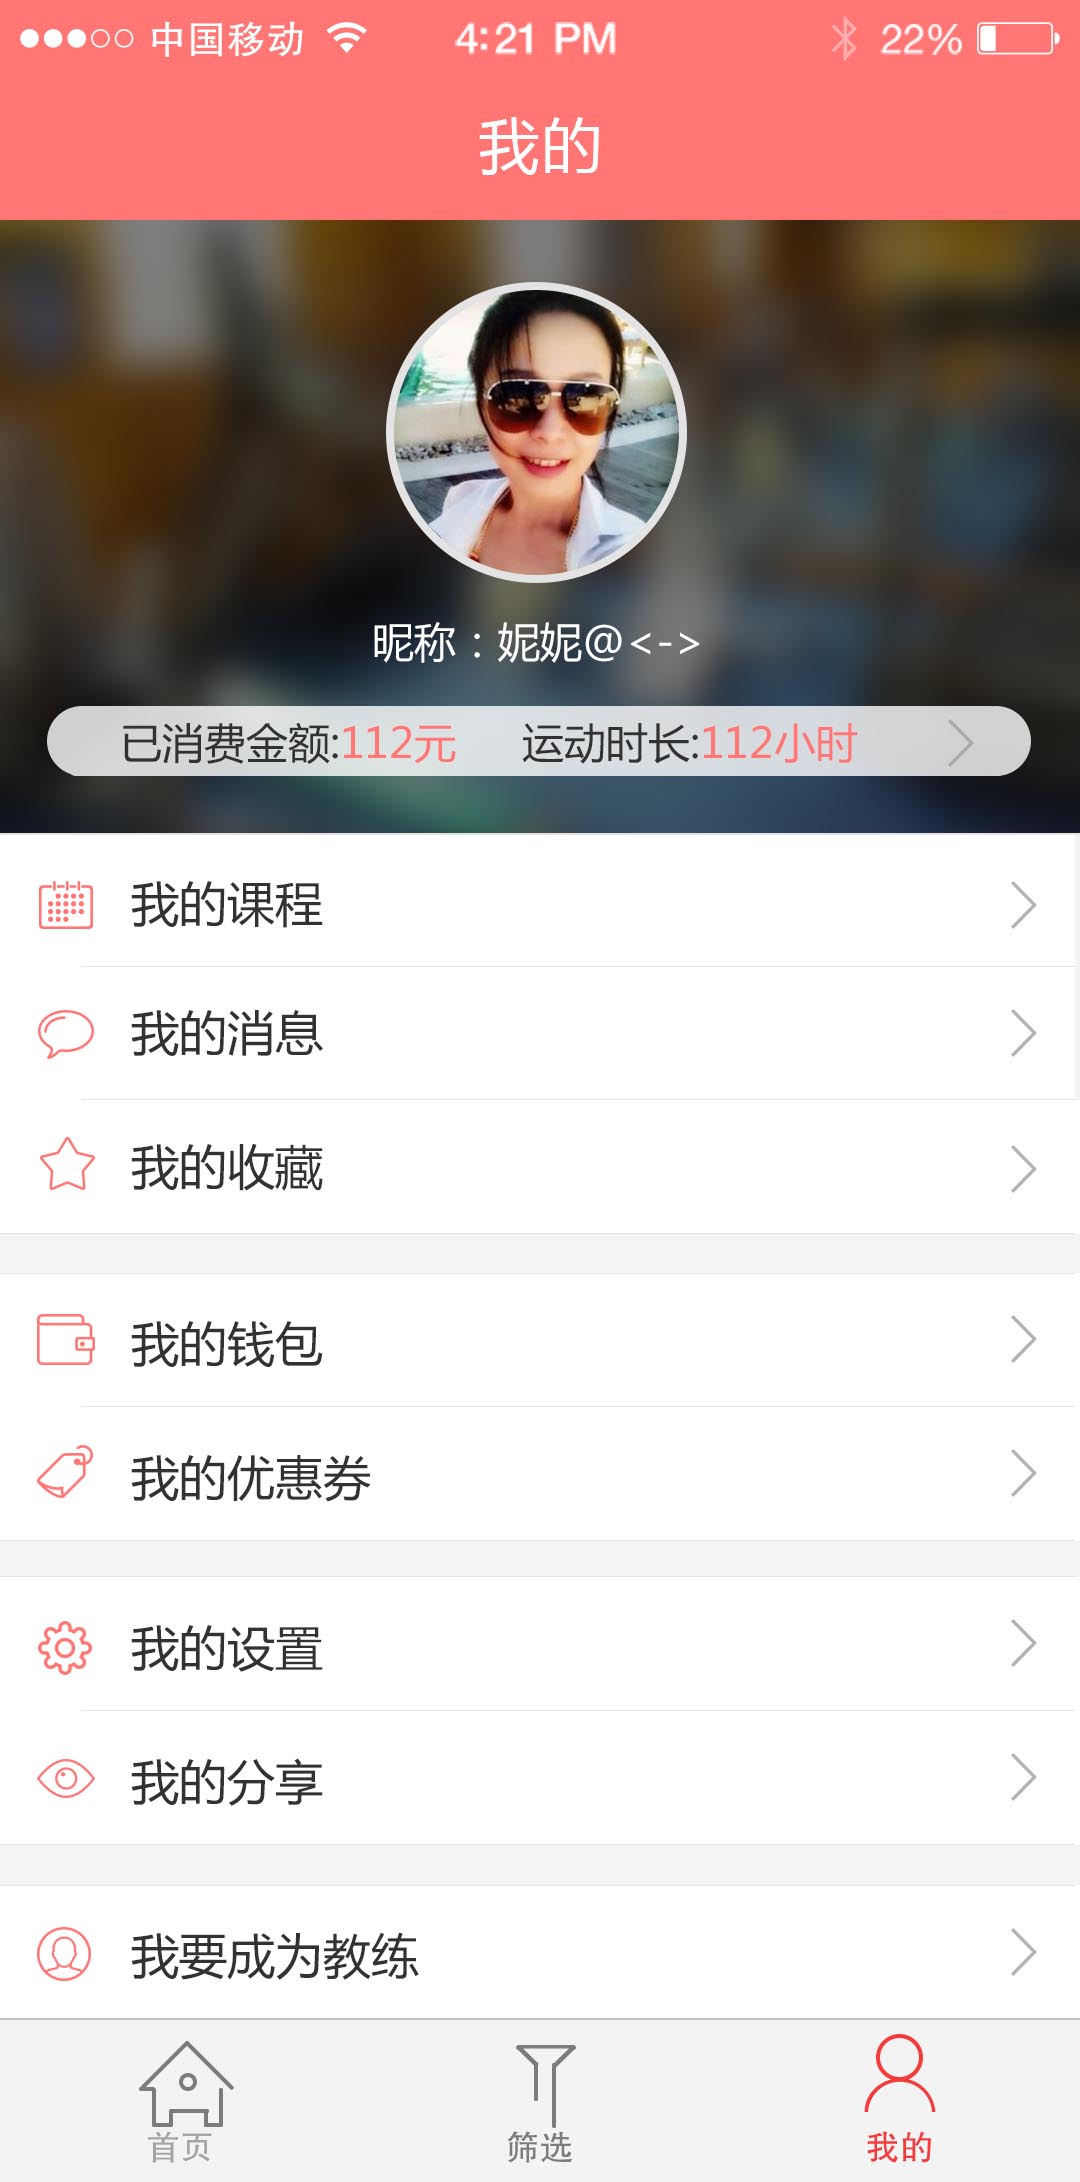 中国移动 4:21 PM 22%
我的
昵称：妮妮@<->
已消费金额:112元 运动时长:112小时
我的课程
我的消息
我的收藏
我的钱包
我的优惠券
我的设置
我的分享
我要成为教练
首页 筛选 我的